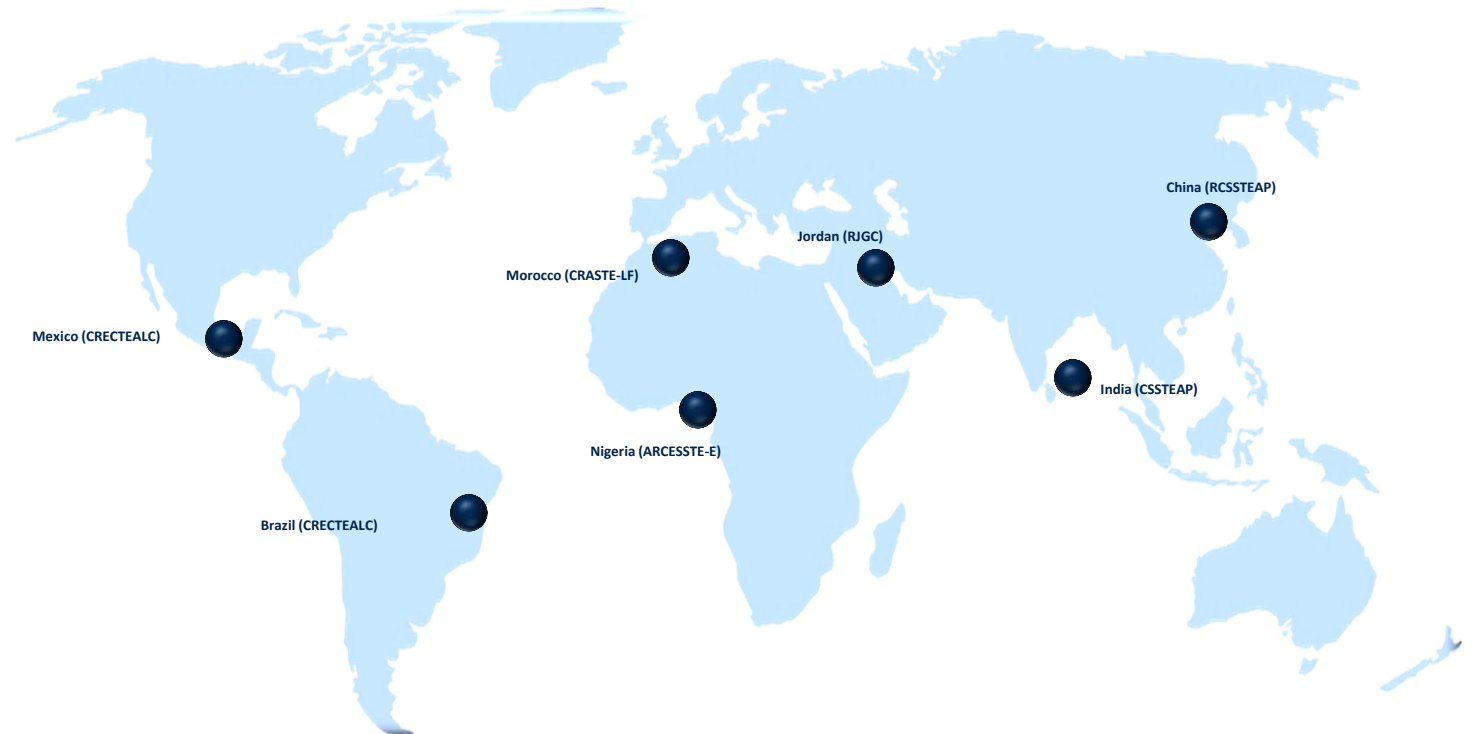 China (RCSSTEAP)
Jordan (RJGC)
Morocco (CRASTE-LF)
Mexico (CRECTEALC)
India (CSSTEAP)
Nigeria (ARCESSTE-E)
Brazil (CRECTEALC)